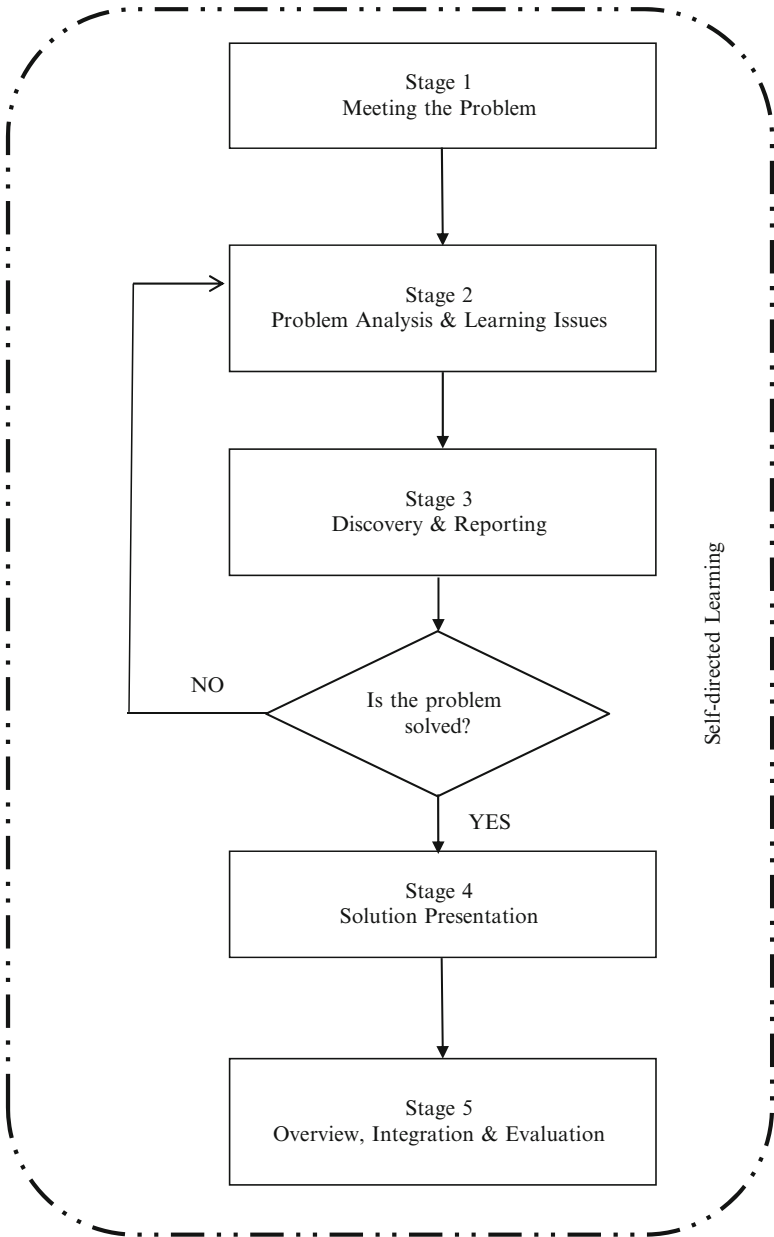 Stage 1
Meeting the Problem
Stage 2
Problem Analysis & Learning Issues
Stage 3
Discovery & Reporting
Self-directed Learning
NO
Is the problem
solved?
YES
Stage 4
Solution Presentation
Stage 5
Overview, Integration & Evaluation